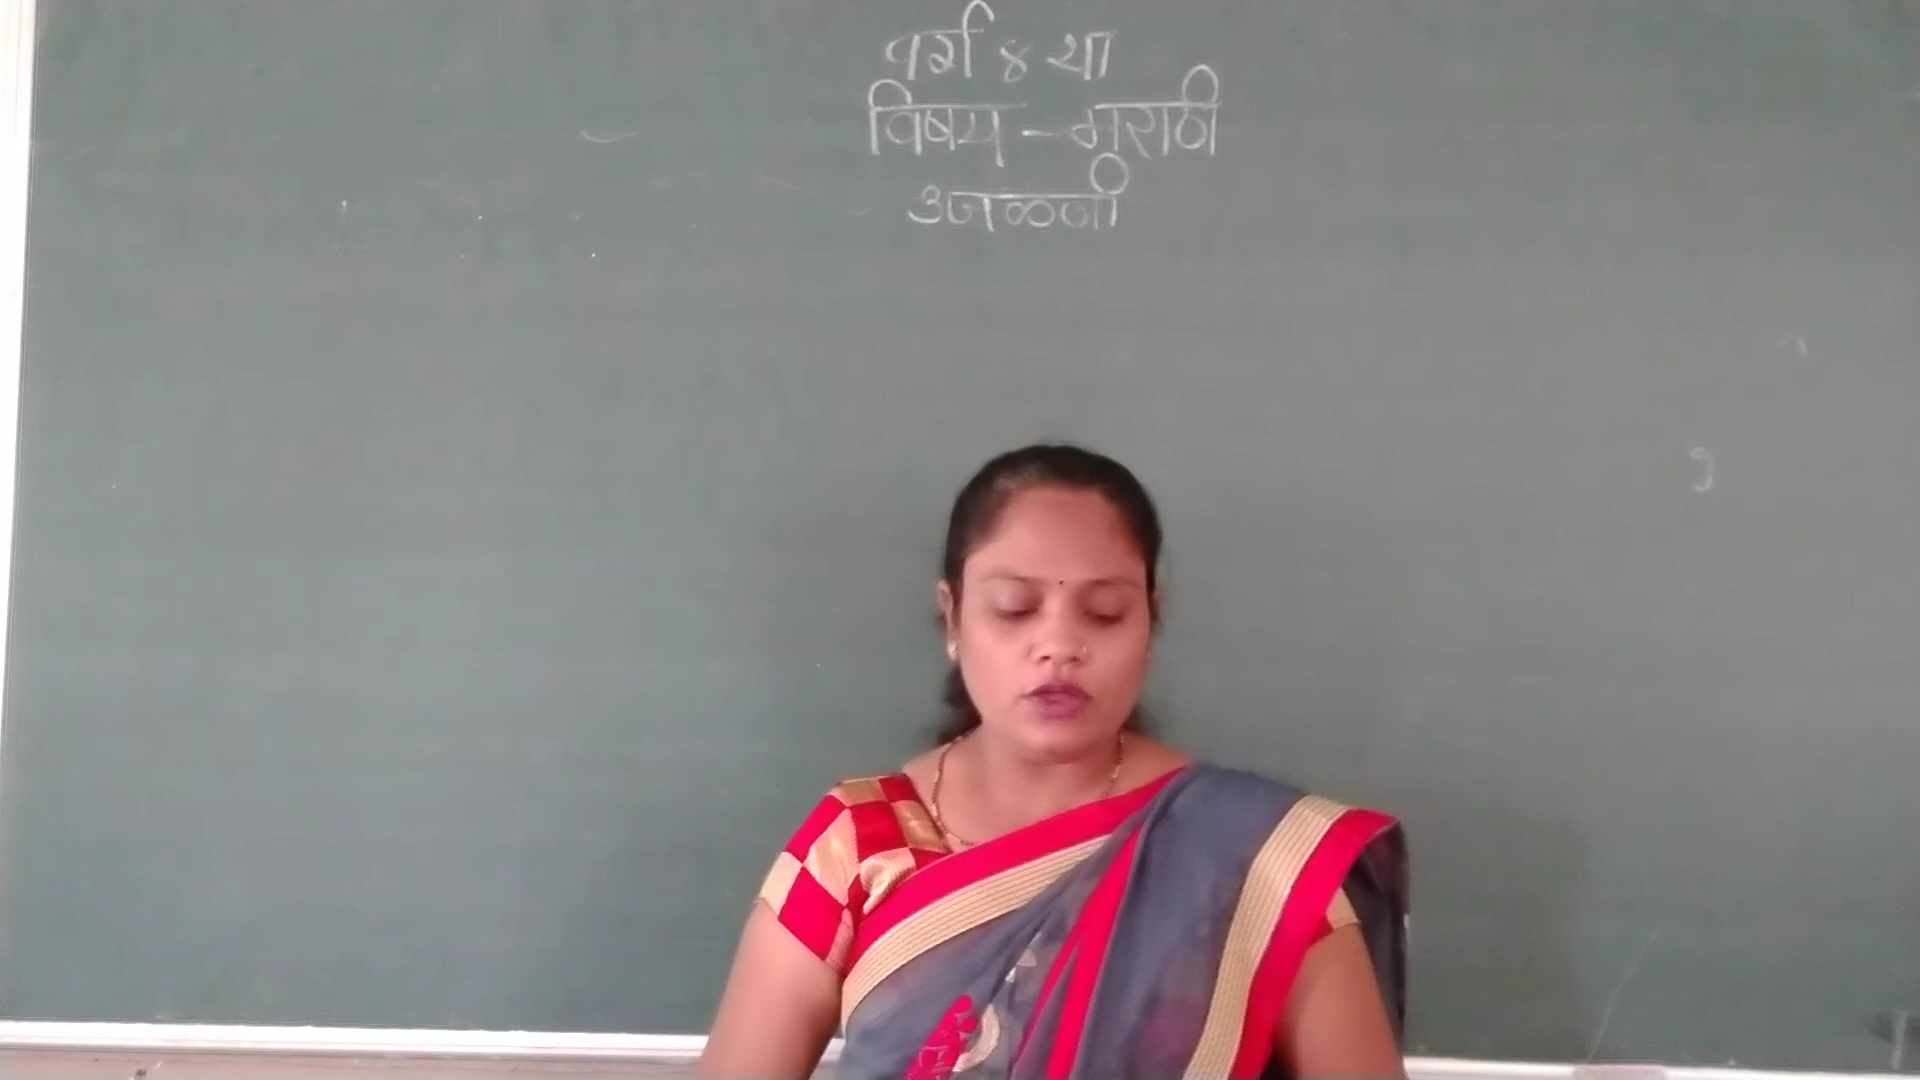 वर्ग ४ था
विषय - मराठी
उजळणी